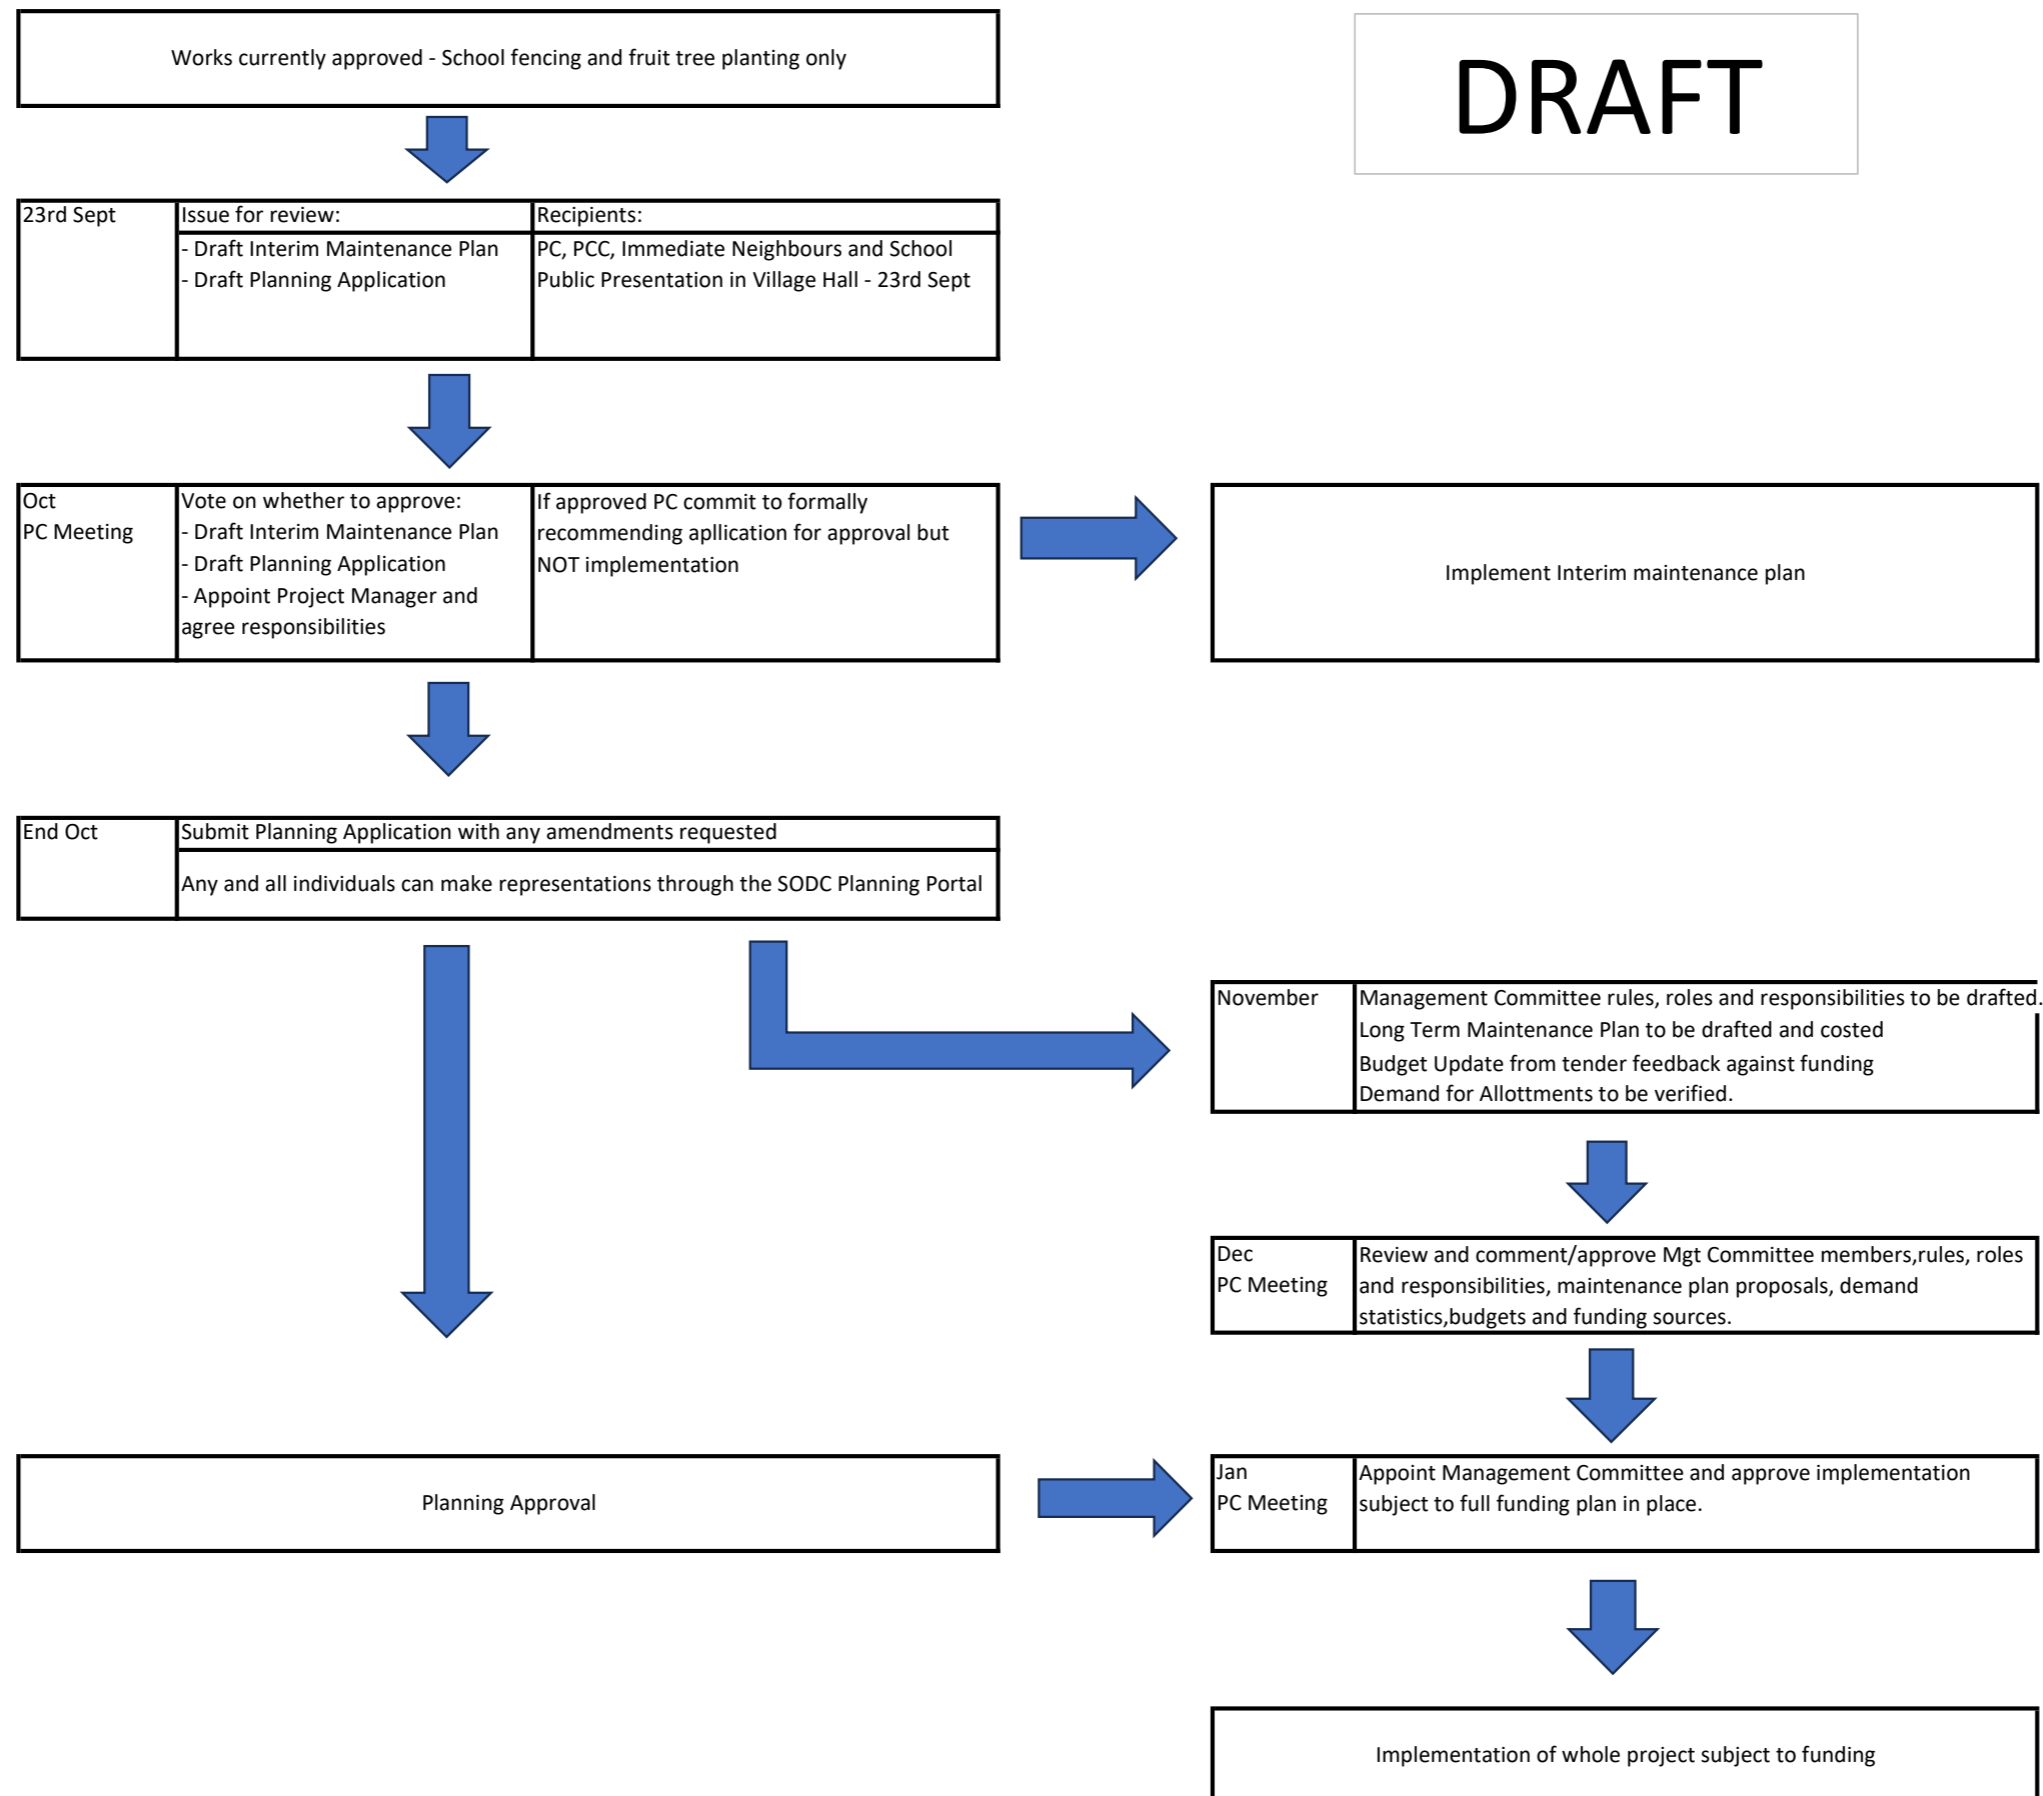 Works currently approved - School fencing and fruit tree planting only
DRAFT
23rd Sept
Issue for review:
- Draft Interim Maintenance Plan
- Draft Planning Application
Recipients:
PC, PCC, Immediate Neighbours and School
Public Presentation in Village Hall - 23rd Sept
Oct
PC Meeting
Vote on whether to approve:
- Draft Interim Maintenance Plan
- Draft Planning Application
- Appoint Project Manager and
agree responsibilities
If approved PC commit to formally
recommending apllication for approval but
NOT implementation
Implement Interim maintenance plan
End Oct
Submit Planning Application with any amendments requested
Any and all individuals can make representations through the SODC Planning Portal
November
Management Committee rules, roles and responsibilities to be drafted.
Long Term Maintenance Plan to be drafted and costed
Budget Update from tender feedback against funding
Demand for Allottments to be verified.
Dec
PC Meeting
Review and comment/approve Mgt Committee members,rules, roles
and responsibilities, maintenance plan proposals, demand
statistics,budgets and funding sources.
Planning Approval
Jan
PC Meeting
Appoint Management Committee and approve implementation
subject to full funding plan in place.
Implementation of whole project subject to funding